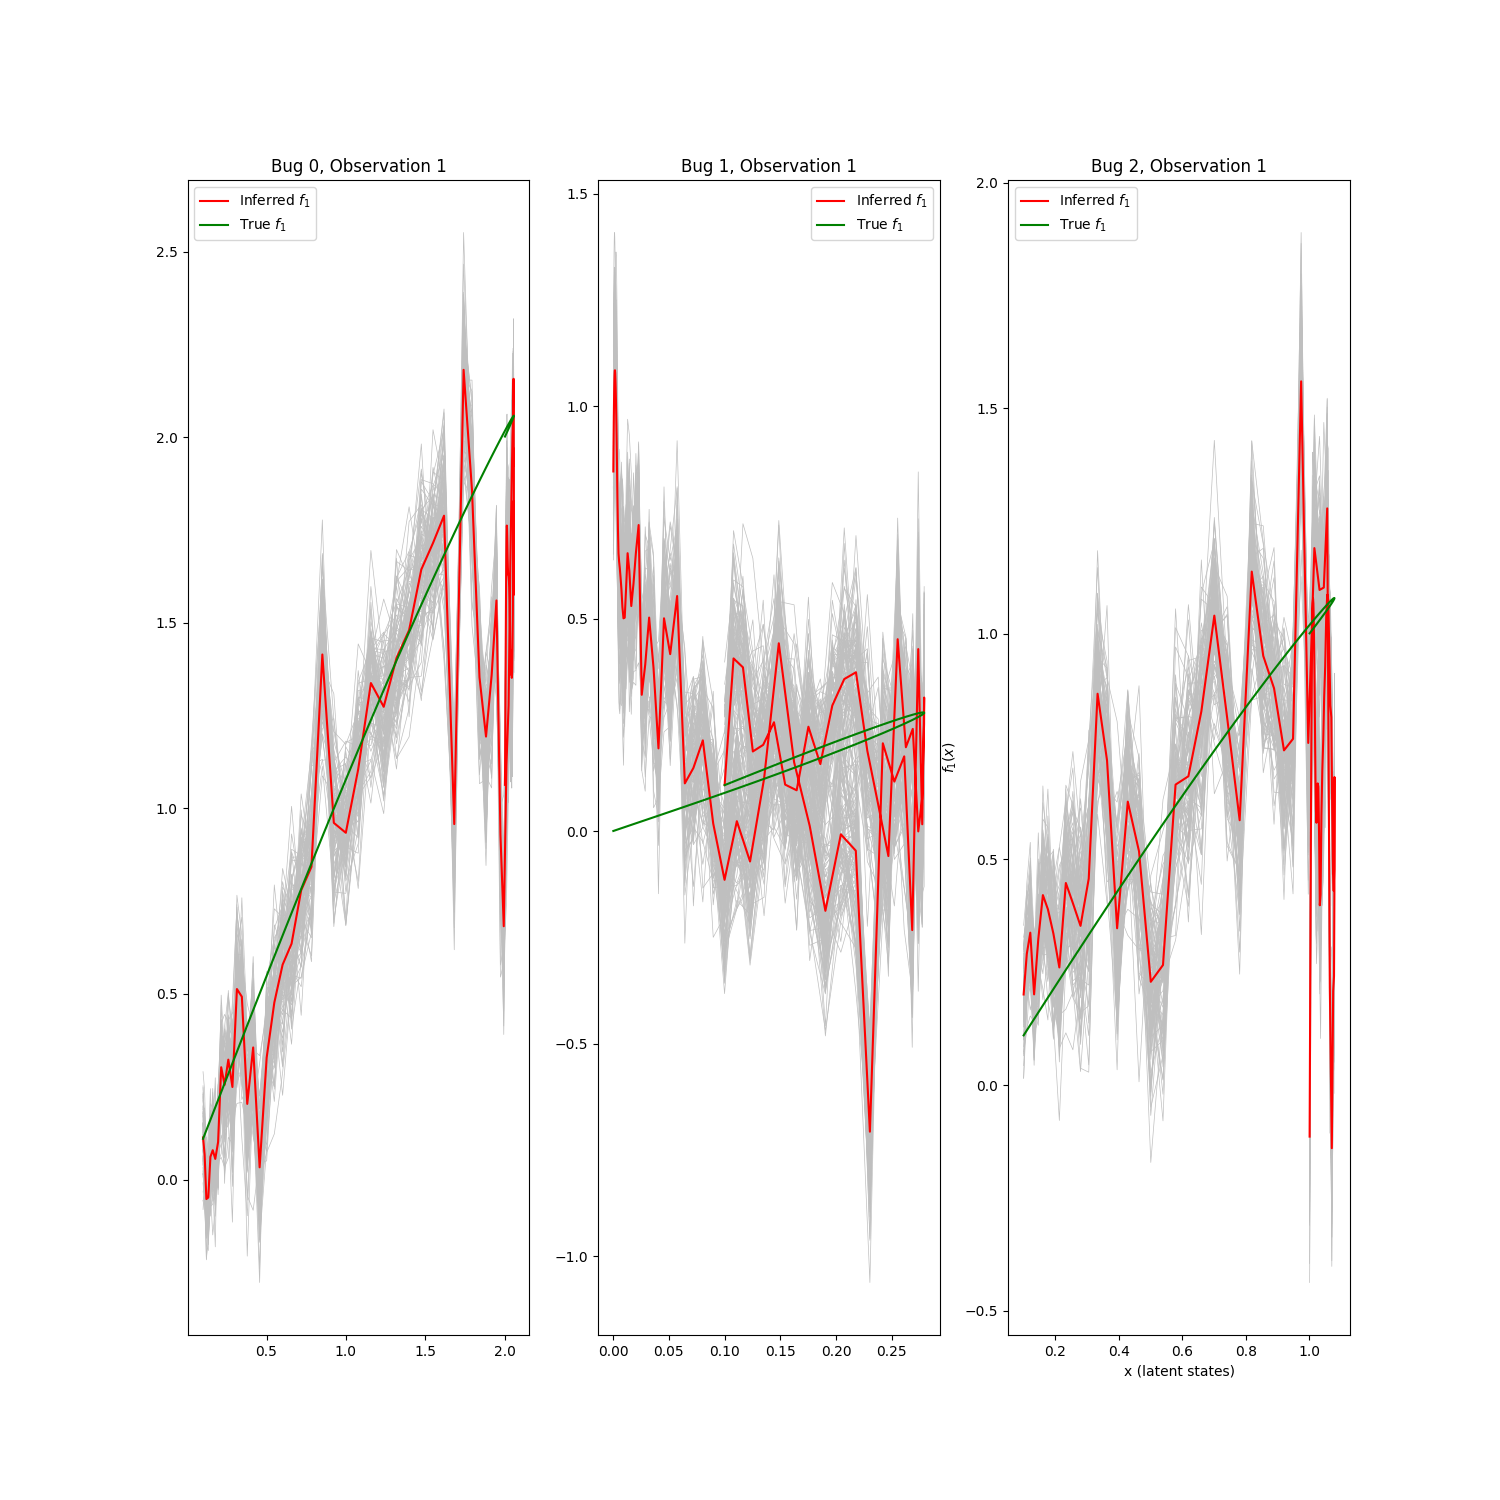 Bug 0, Observation 1
Inferred f₁
True f₁
2.5
2.0
1.5
1.0
0.5
0.0
0.5 1.0 1.5 2.0
Bug 1, Observation 1
Inferred f₁
True f₁
1.5
1.0
0.5
0.0
−0.5
−1.0
0.00 0.05 0.10 0.15 0.20 0.25
Bug 2, Observation 1
Inferred f₁
True f₁
f₁(x)
2.0
1.5
1.0
0.5
0.0
−0.5
0.2 0.4 0.6 0.8 1.0
x (latent states)